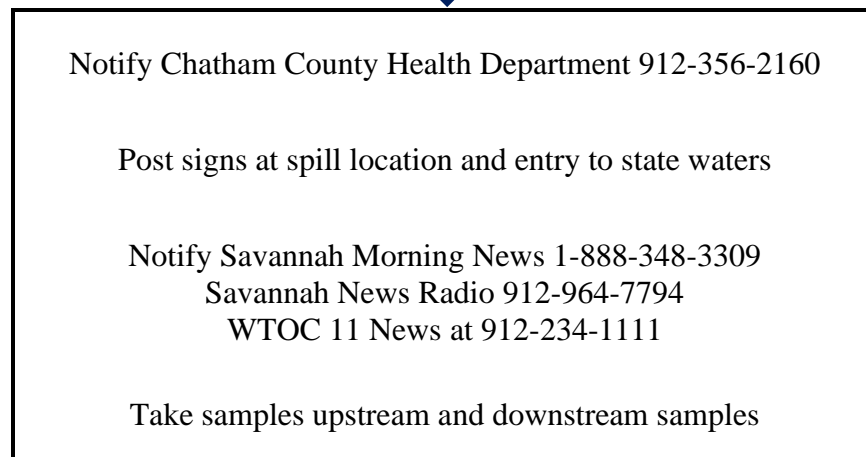 Notify Chatham County Health Department 912-356-2160
Post signs at spill location and entry to state waters
Notify Savannah Morning News 1-888-348-3309
Savannah News Radio 912-964-7794
WTOC 11 News at 912-234-1111
Take samples upstream and downstream samples